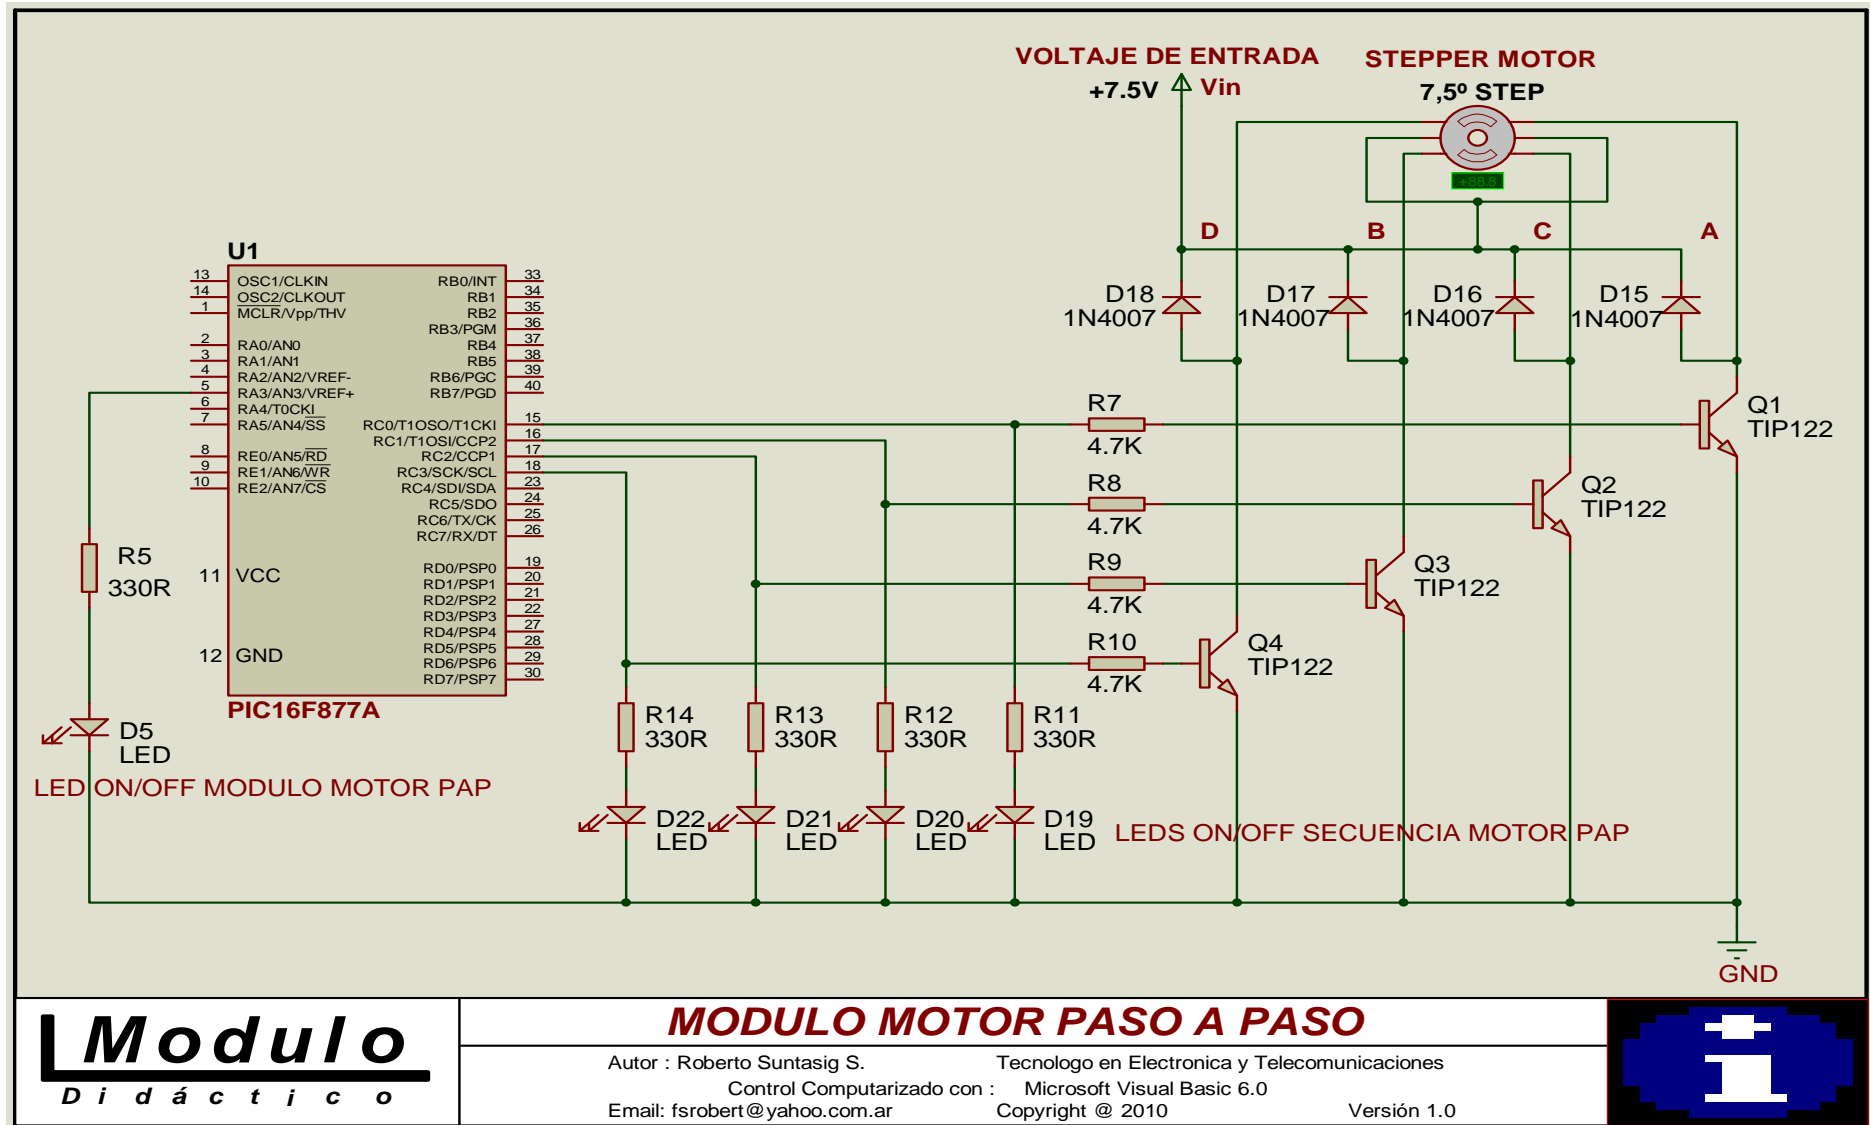 VOLTAJE DE ENTRADA
+7.5V Vin
STEPPER MOTOR
7,5º STEP
+88.8
D B C A
D18
1N4007
D17
1N4007
D16
1N4007
D15
1N4007
U1
13 OSC1/CLKIN
14 OSC2/CLKOUT
1 MCLR/Vpp/THV
2 RA0/AN0
3 RA1/AN1
4 RA2/AN2/VREF-
5 RA3/AN3/VREF+
6 RA4/T0CKI
7 RA5/AN4/SS
8 RE0/AN5/RD
9 RE1/AN6/WR
10 RE2/AN7/CS
11 VCC
12 GND
RB0/INT 33
RB1 34
RB2 35
RB3/PGM 36
RB4 37
RB5 38
RB6/PGC 39
RB7/PGD 40
RC0/T1OSO/T1CKI 15
RC1/T1OSI/CCP2 16
RC2/CCP1 17
RC3/SCK/SCL 18
RC4/SDI/SDA 23
RC5/SDO 24
RC6/TX/CK 25
RC7/RX/DT 26
RD0/PSP0 19
RD1/PSP1 20
RD2/PSP2 21
RD3/PSP3 22
RD4/PSP4 27
RD5/PSP5 28
RD6/PSP6 29
RD7/PSP7 30
PIC16F877A
R5
330R
D5
LED
LED ON/OFF MODULO MOTOR PAP
R7
4.7K
R8
4.7K
R9
4.7K
R10
4.7K
Q1
TIP122
Q2
TIP122
Q3
TIP122
Q4
TIP122
R14
330R
R13
330R
R12
330R
R11
330R
D22
LED
D21
LED
D20
LED
D19
LED
LEDS ON/OFF SECUENCIA MOTOR PAP
GND
Modulo
Didáctico
MODULO MOTOR PASO A PASO
Autor : Roberto Suntasig S. Tecnologo en Electronica y Telecomunicaciones
Control Computarizado con : Microsoft Visual Basic 6.0
Email: fsrobert@yahoo.com.ar Copyright @ 2010 Versión 1.0
i